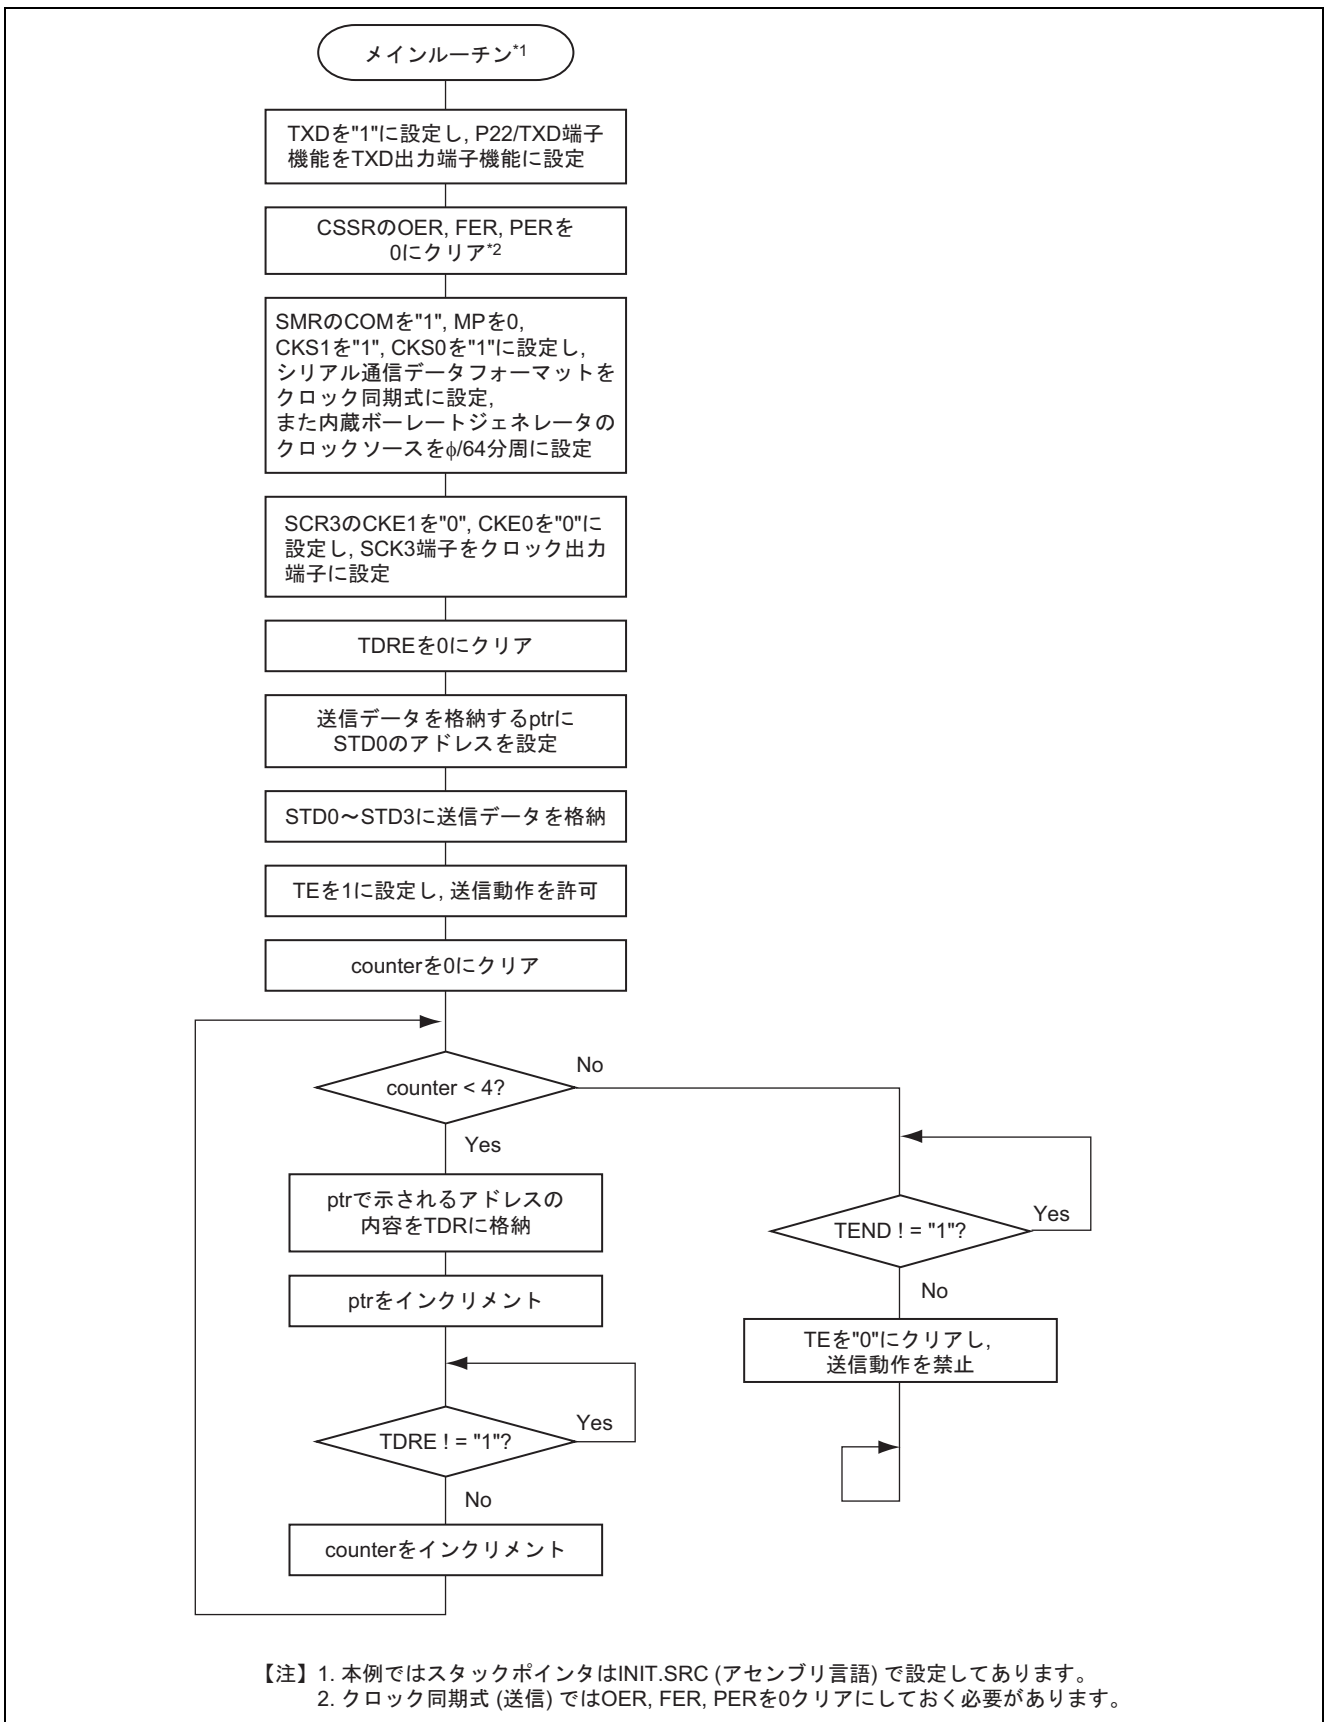 メインルーチン*1
TXDを"1"に設定し, P22/TXD端子
機能をTXD出力端子機能に設定
CSSRのOER, FER, PERを
0にクリア*2
SMRのCOMを"1", MPを0,
CKS1を"1", CKS0を"1"に設定し,
シリアル通信データフォーマットを
クロック同期式に設定,
また内蔵ボーレートジェネレータの
クロックソースをφ/64分周に設定
SCR3のCKE1を"0", CKE0を"0"に
設定し, SCK3端子をクロック出力
端子に設定
TDREを0にクリア
送信データを格納するptrに
STD0のアドレスを設定
STD0～STD3に送信データを格納
TEを1に設定し, 送信動作を許可
counterを0にクリア
counter < 4?
No
Yes
ptrで示されるアドレスの
内容をTDRに格納
ptrをインクリメント
TDRE ! = "1"?
Yes
No
counterをインクリメント
TEND ! = "1"?
Yes
No
TEを"0"にクリアし,
送信動作を禁止
【注】1. 本例ではスタックポインタはINIT.SRC (アセンブリ言語) で設定してあります。
2. クロック同期式 (送信) ではOER, FER, PERを0クリアにしておく必要があります。